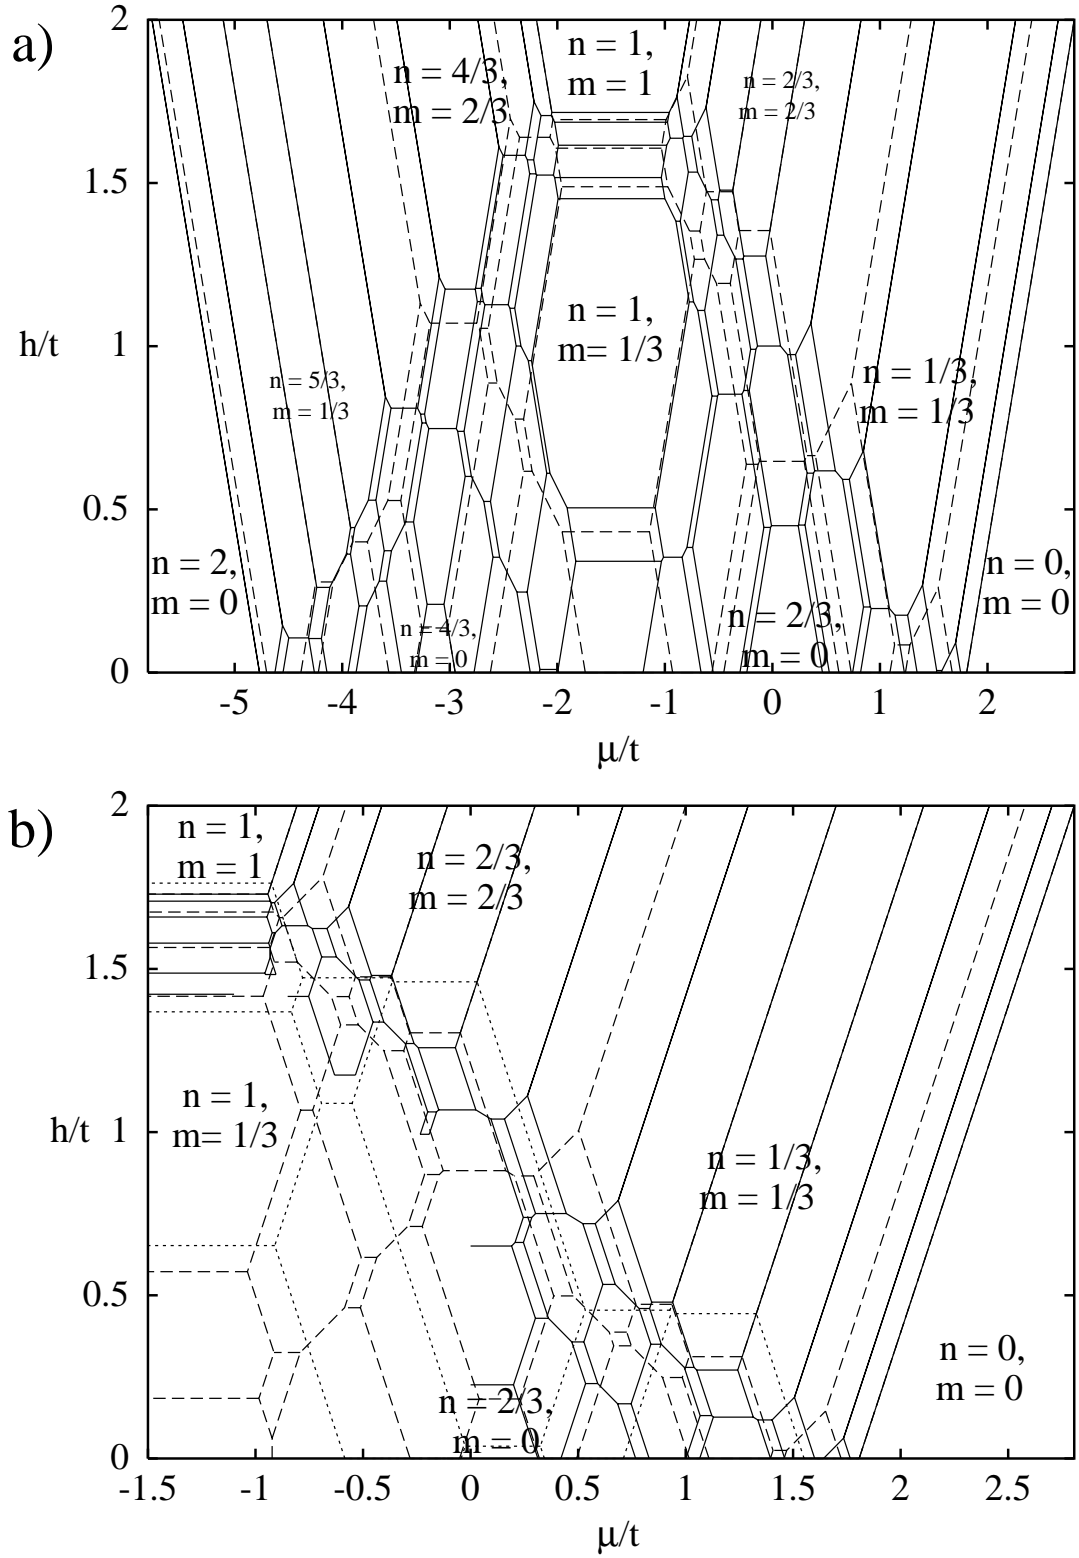 a)
2
1.5
1
0.5
0
h/t
n = 4/3,
m = 2/3
n = 1,
m = 1
n = 2/3,
m = 2/3
n = 1,
m= 1/3
n = 5/3,
m = 1/3
n = 1/3,
m = 1/3
n = 2,
m = 0
n = 4/3,
m = 0
n = 2/3,
m = 0
n = 0,
m = 0
-5 -4 -3 -2 -1 0 1 2
μ/t
b)
2
1.5
1
0.5
0
h/t
n = 1,
m = 1
n = 2/3,
m = 2/3
n = 1,
m= 1/3
n = 1/3,
m = 1/3
n = 2/3,
m = 0
n = 0,
m = 0
-1.5 -1 -0.5 0 0.5 1 1.5 2 2.5
μ/t